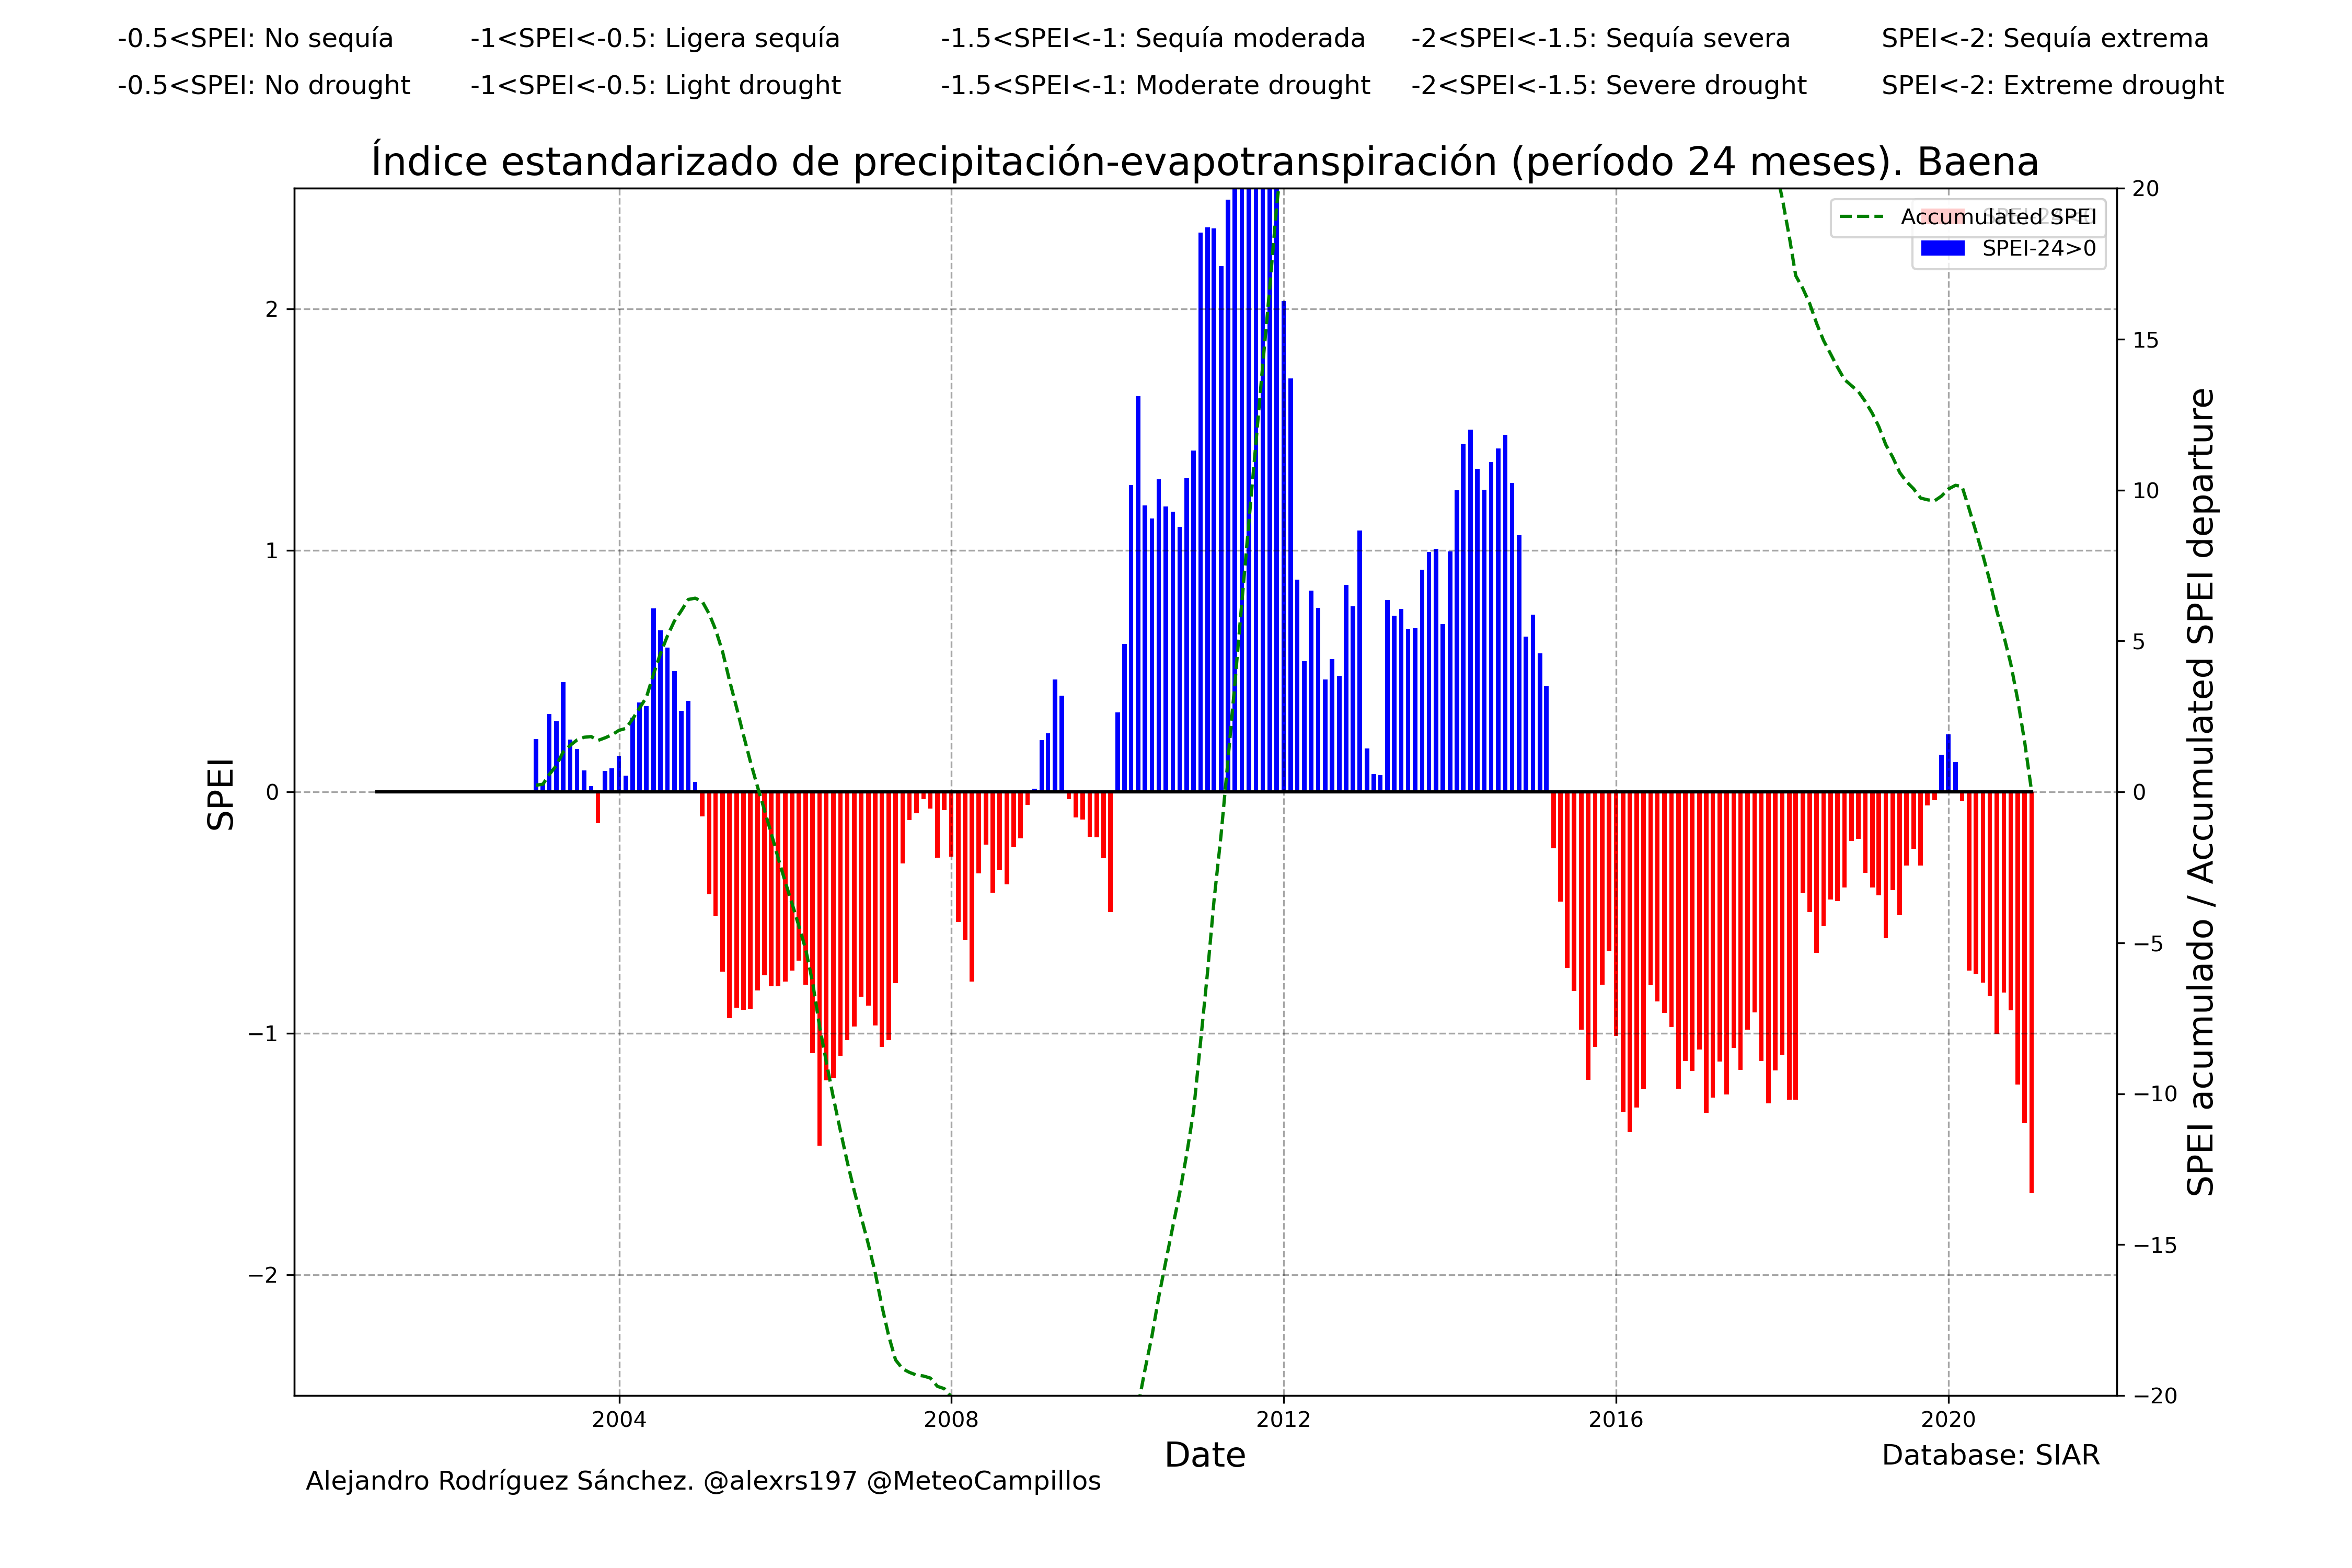 -0.5<SPEI: No sequía -1<SPEI<-0.5: Ligera sequía -1.5<SPEI<-1: Sequía moderada -2<SPEI<-1.5: Sequía severa SPEI<-2: Sequía extrema
-0.5<SPEI: No drought -1<SPEI<-0.5: Light drought -1.5<SPEI<-1: Moderate drought -2<SPEI<-1.5: Severe drought SPEI<-2: Extreme drought
Índice estandarizado de precipitación-evapotranspiración (período 24 meses). Baena
Accumulated SPEI
SPEI-24>0
SPEI
2
1
0
−1
−2
20
15
10
5
0
−5
−10
−15
−20
SPEI acumulado / Accumulated SPEI departure
2004 2008 2012 2016 2020
Date
Database: SIAR
Alejandro Rodríguez Sánchez. @alexrs197 @MeteoCampillos